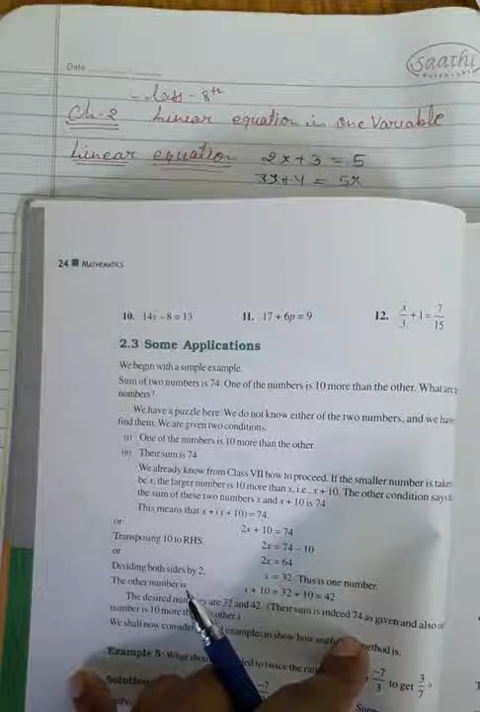 Saathi
Date
Class - 8th
Ch-2 Linear equation in one Variable
Linear equation 2x+3 = 5
3x+4 = 5x
24 ■ MATHEMATICS
10. 14y – 8 = 13 11. 17 + 6p = 9 12. x/3 + 1 = 7/15
2.3 Some Applications
We begin with a simple example.
Sum of two numbers is 74. One of the numbers is 10 more than the other. What are
numbers?
We have a puzzle here. We do not know either of the two numbers, and we have
find them. We are given two conditions.
(i) One of the numbers is 10 more than the other.
(ii) Their sum is 74
We already know from Class VII how to proceed. If the smaller number is taken
be x, the larger number is 10 more than x, i.e., x + 10. The other condition says
the sum of these two numbers x and x + 10 is 74
This means that x + (x + 10) = 74.
or 2x + 10 = 74
Transposing 10 to RHS, 2x = 74 – 10
or 2x = 64
Dividing both sides by 2, x = 32 This is one number.
The other number is x + 10 = 32 + 10 = 42
The desired numbers are 32 and 42. (Their sum is indeed 74 as given and also o
number is 10 more th other.)
We shall now consider examples to show how useful method is.
Example 5: What shou ed to twice the ra -7/3 to get 3/7 ?
Solution:
-7